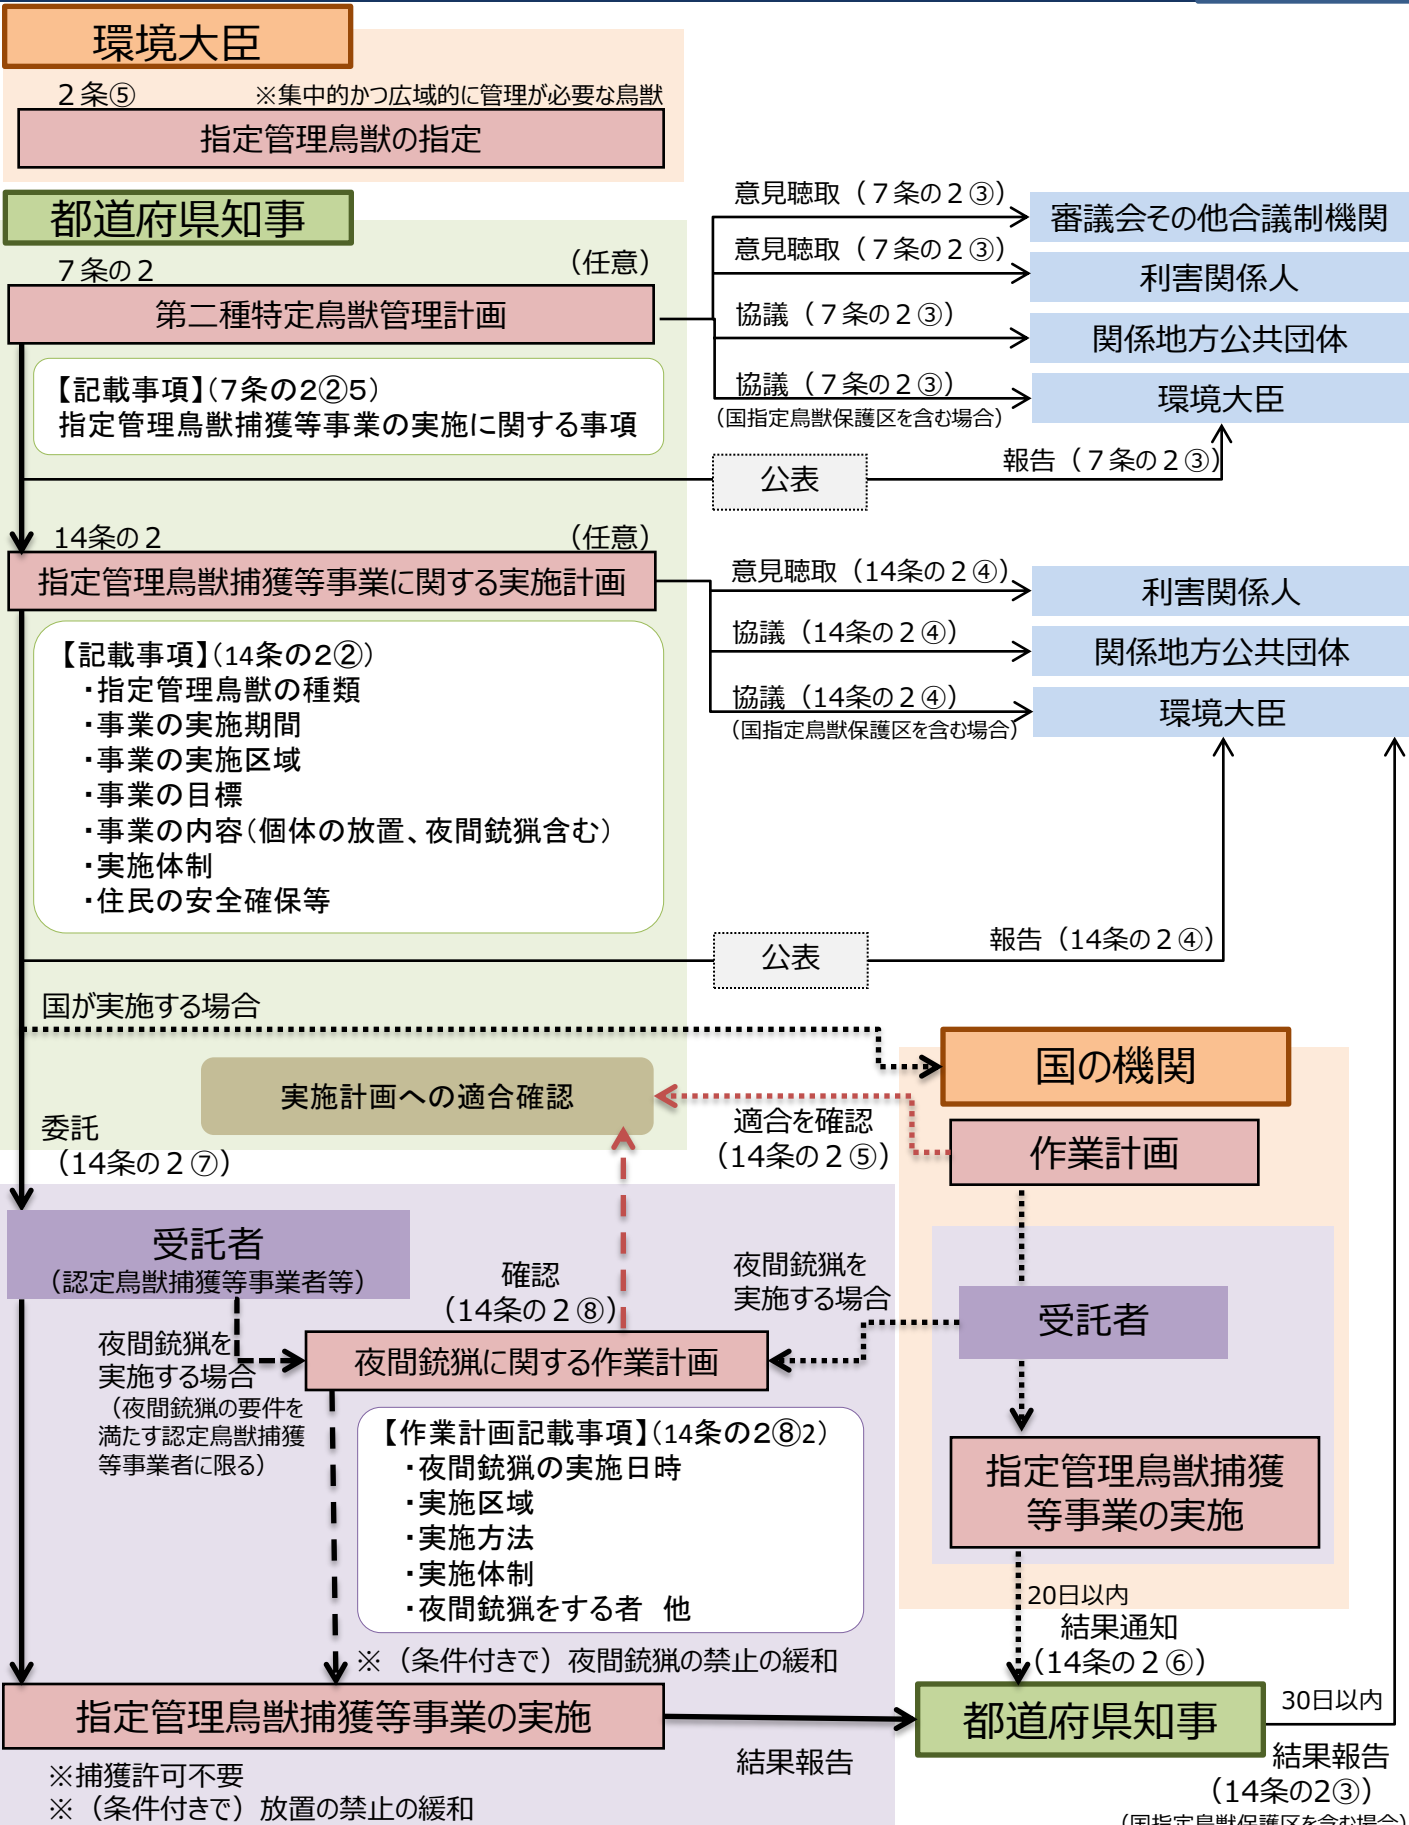 環境大臣
2条⑤
※集中的かつ広域的に管理が必要な鳥獣
指定管理鳥獣の指定
都道府県知事
7条の2
（任意）
第二種特定鳥獣管理計画
意見聴取（７条の２③）
審議会その他合議制機関
意見聴取（７条の２③）
利害関係人
協議（７条の２③）
関係地方公共団体
協議（７条の２③）
（国指定鳥獣保護区を含む場合）
環境大臣
【記載事項】（７条の２②５）
指定管理鳥獣捕獲等事業の実施に関する事項
公表
報告（７条の２③）
14条の２
（任意）
指定管理鳥獣捕獲等事業に関する実施計画
意見聴取（14条の２④）
利害関係人
協議（14条の２④）
関係地方公共団体
協議（14条の２④）
（国指定鳥獣保護区を含む場合）
環境大臣
【記載事項】（14条の２②）
・指定管理鳥獣の種類
・事業の実施期間
・事業の実施区域
・事業の目標
・事業の内容（個体の放置、夜間銃猟含む）
・実施体制
・住民の安全確保等
公表
報告（14条の２④）
国が実施する場合
国の機関
実施計画への適合確認
適合を確認
（14条の２⑤）
作業計画
委託
（14条の２⑦）
受託者
（認定鳥獣捕獲等事業者等）
確認
（14条の２⑧）
夜間銃猟を
実施する場合
受託者
夜間銃猟を
実施する場合
（夜間銃猟の要件を
満たす認定鳥獣捕獲
等事業者に限る）
夜間銃猟に関する作業計画
【作業計画記載事項】（14条の２⑧2）
・夜間銃猟の実施日時
・実施区域
・実施方法
・実施体制
・夜間銃猟をする者　他
指定管理鳥獣捕獲
等事業の実施
20日以内
結果通知
（14条の２⑥）
※（条件付きで）夜間銃猟の禁止の緩和
指定管理鳥獣捕獲等事業の実施
結果報告
都道府県知事
30日以内
結果報告
（14条の2③）
（国指定鳥獣保護区を含む場合）
※捕獲許可不要
※（条件付きで）放置の禁止の緩和